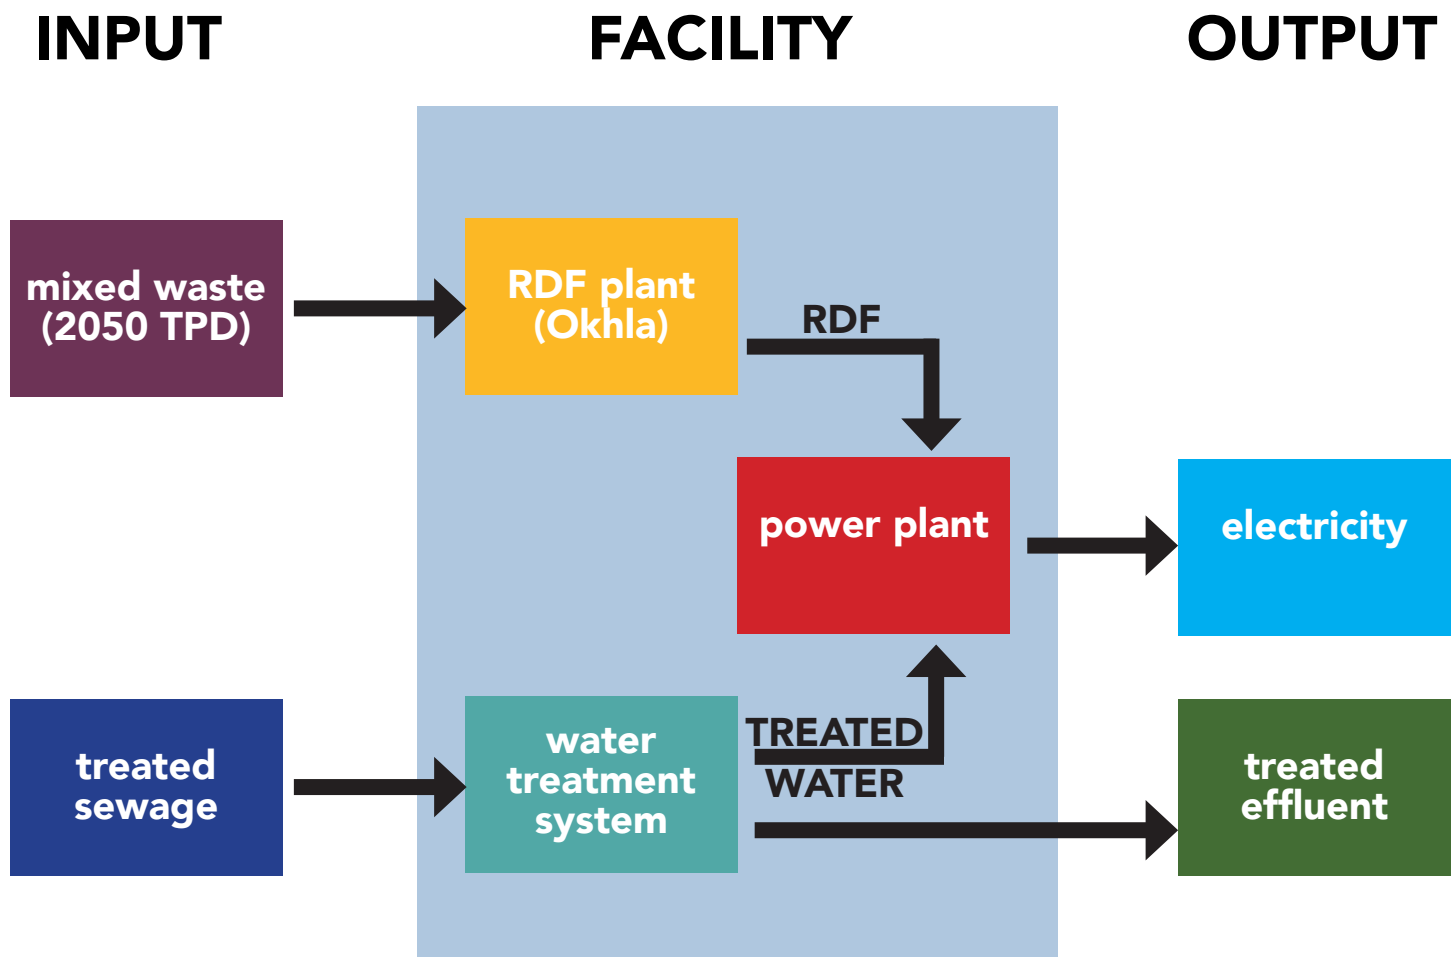 INPUT
FACILITY
OUTPUT
mixed waste
(2050 TPD)
RDF plant
(Okhla)
RDF
power plant
electricity
treated
sewage
water
treatment
system
TREATED
WATER
treated
effluent